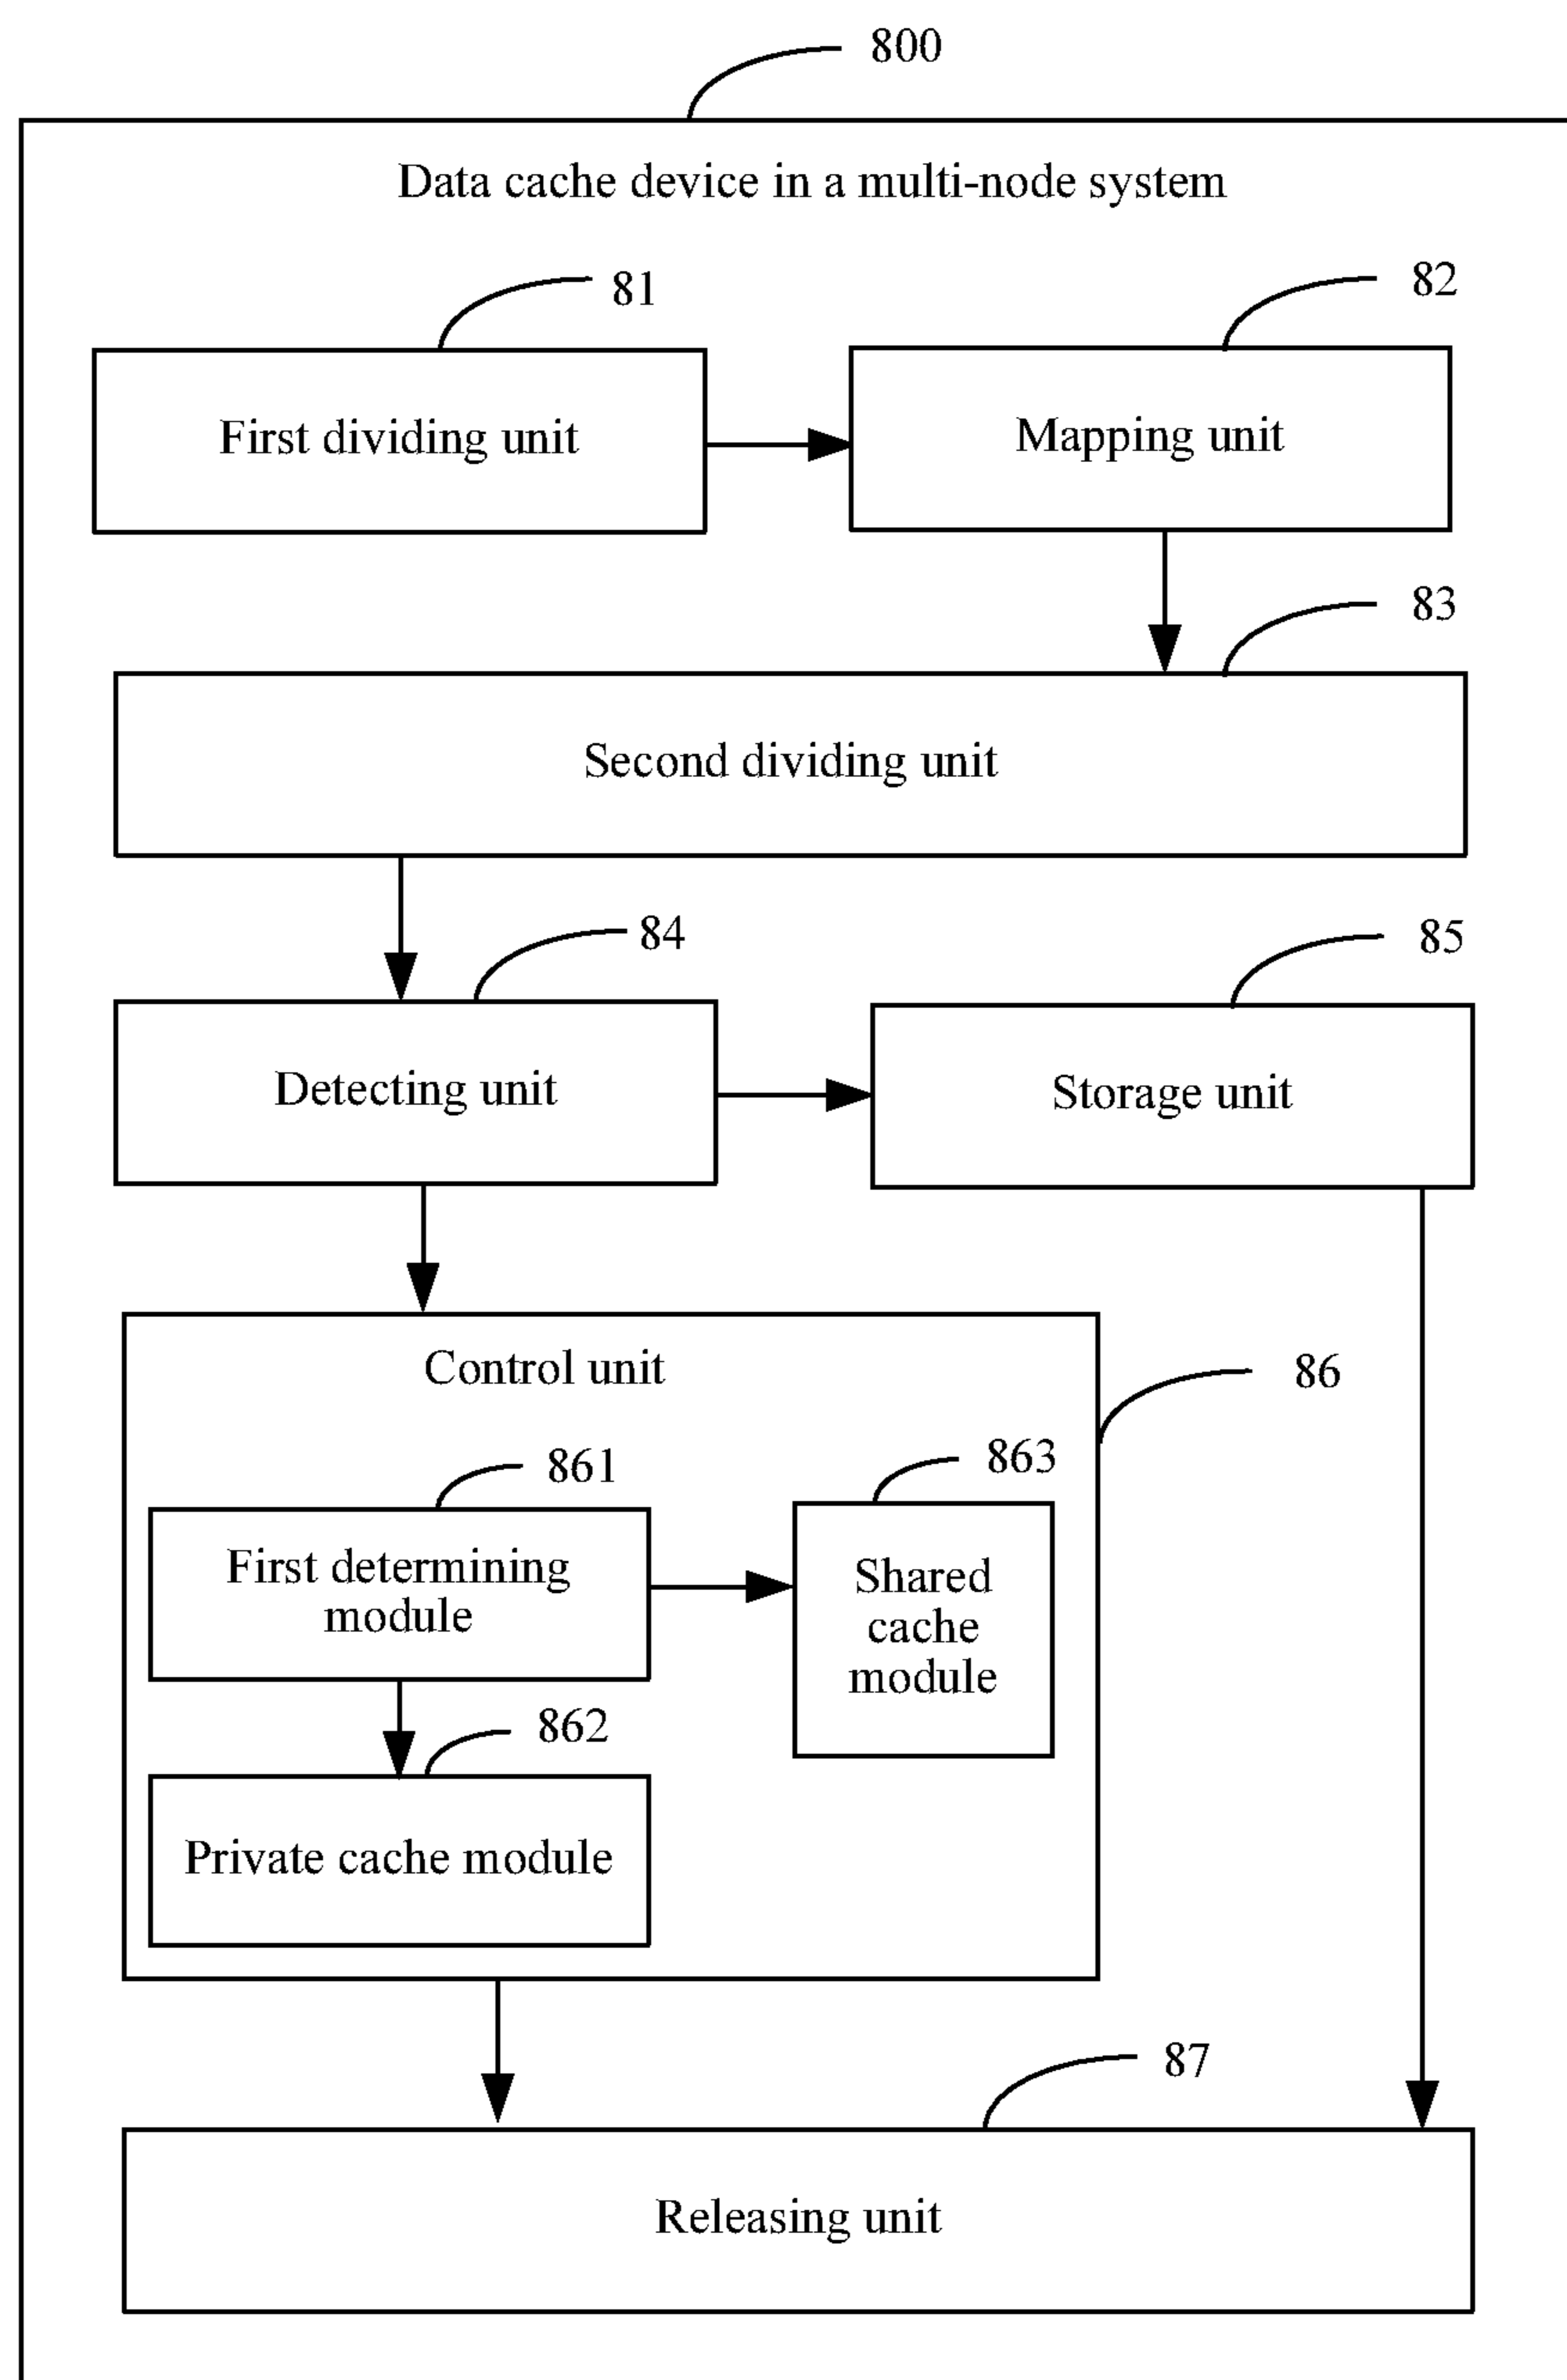 800
Data cache device in a multi-node system
81
82
First dividing unit
Mapping unit
83
Second dividing unit
84
85
Detecting unit
Storage unit
Control unit
86
861
863
First determining
module
Shared
cache
module
862
Private cache module
87
Releasing unit